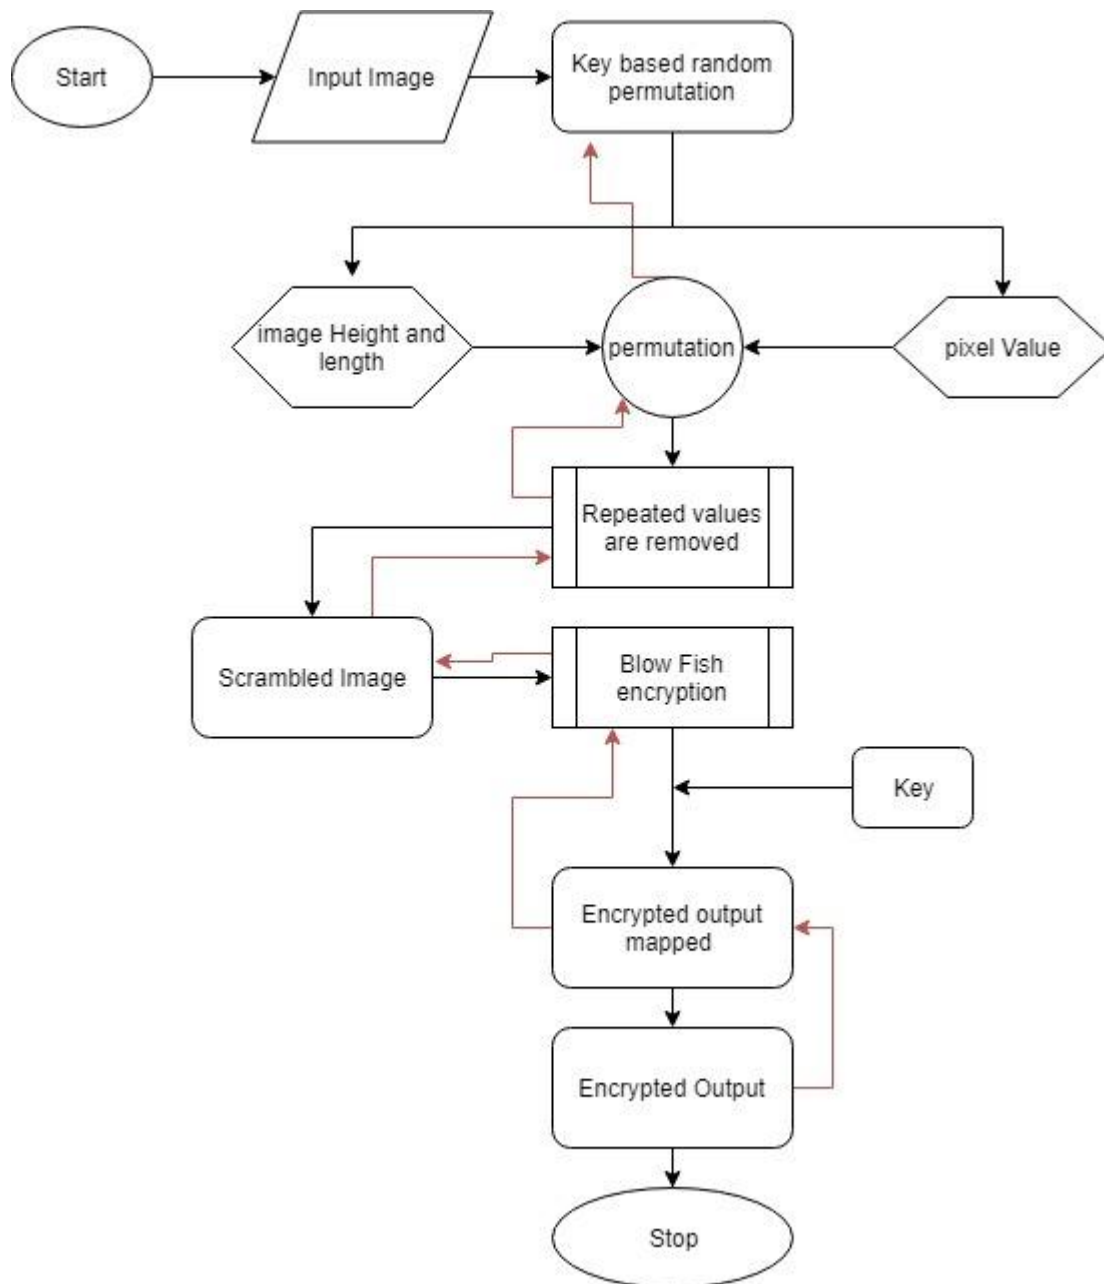 Start
Input Image
Key based random
permutation
image Height and
length
permutation
pixel Value
Repeated values
are removed
Scrambled Image
Blow Fish
encryption
Key
Encrypted output
mapped
Encrypted Output
Stop